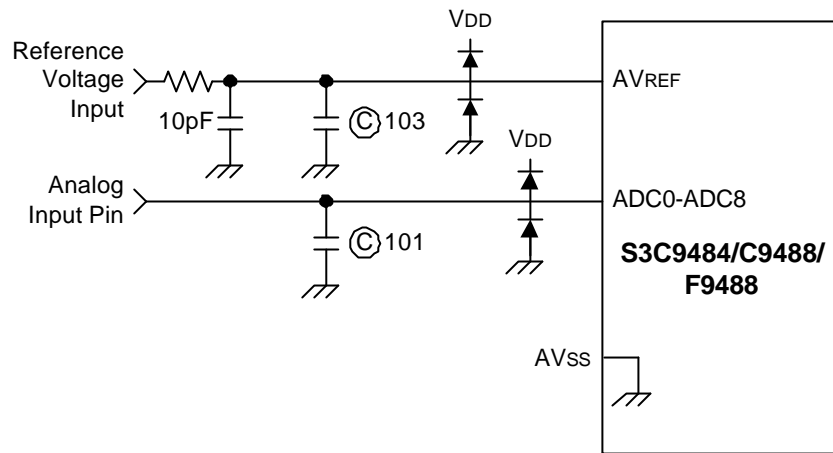 VDD
Reference
Voltage
Input
AVREF
10pF
C 103
VDD
Analog
Input Pin
ADC0-ADC8
C 101
S3C9484/C9488/
F9488
AVSS